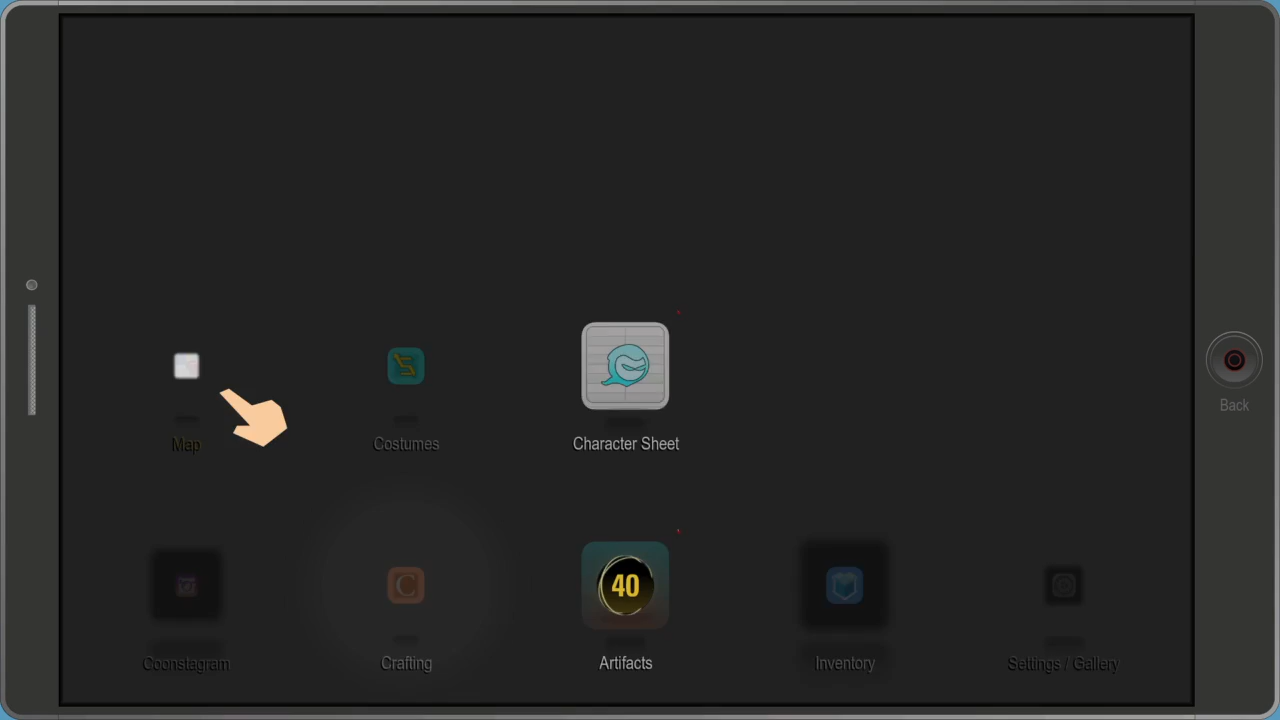 Back
Map
Costumes
Character Sheet
C
40
Coonstagram
Crafting
Artifacts
Inventory
Settings / Gallery